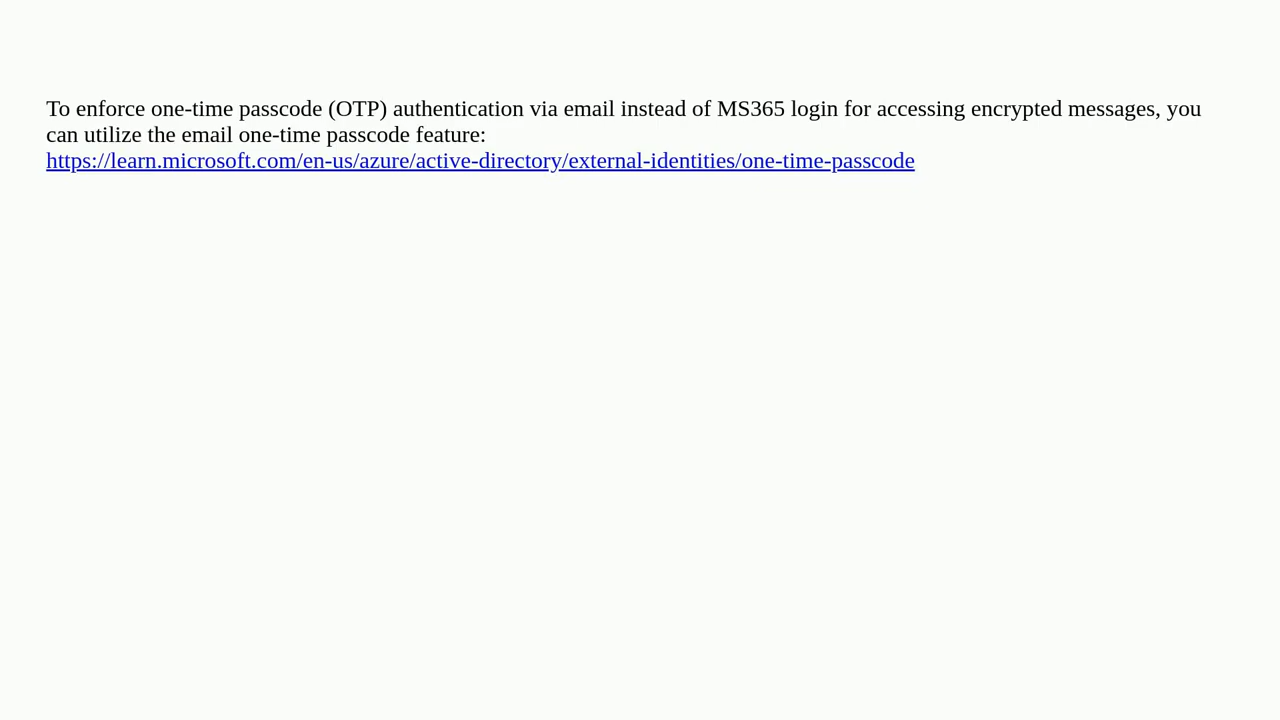 To enforce one-time passcode (OTP) authentication via email instead of MS365 login for accessing encrypted messages, you
can utilize the email one-time passcode feature:
https://learn.microsoft.com/en-us/azure/active-directory/external-identities/one-time-passcode